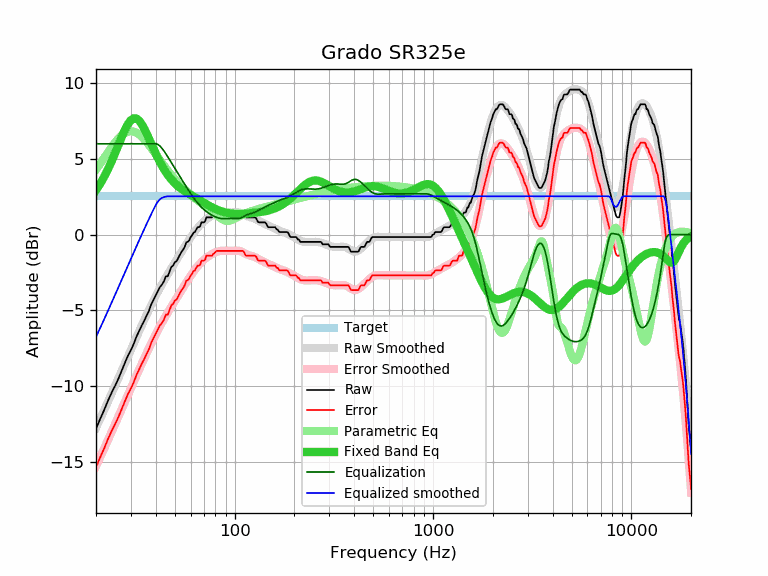 Grado SR325e
Amplitude (dBr)
10
5
0
−5
−10
−15
Target
Raw Smoothed
Error Smoothed
Raw
Error
Parametric Eq
Fixed Band Eq
Equalization
Equalized smoothed
100
1000
10000
Frequency (Hz)